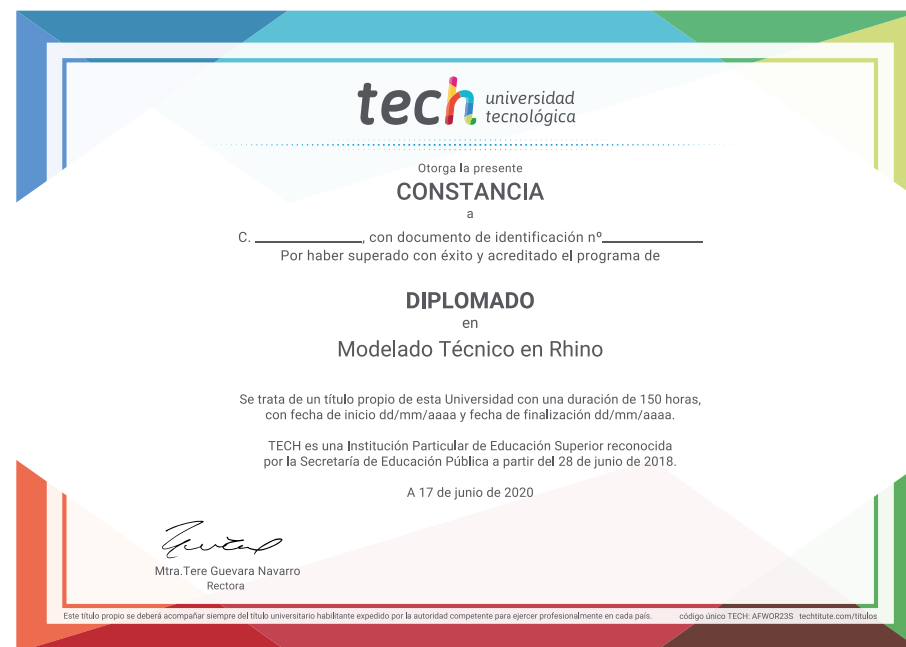 tech universidad
tecnológica
Otorga la presente
CONSTANCIA
a
C. ____________, con documento de identificación nº____________
Por haber superado con éxito y acreditado el programa de
DIPLOMADO
en
Modelado Técnico en Rhino
Se trata de un título propio de esta Universidad con una duración de 150 horas,
con fecha de inicio dd/mm/aaaa y fecha de finalización dd/mm/aaaa.
TECH es una Institución Particular de Educación Superior reconocida
por la Secretaría de Educación Pública a partir del 28 de junio de 2018.
A 17 de junio de 2020
Mtra.Tere Guevara Navarro
Rectora
Este título propio se deberá acompañar siempre del título universitario habilitante expedido por la autoridad competente para ejercer profesionalmente en cada país. código único TECH: AFWOR23S techtitute.com/títulos